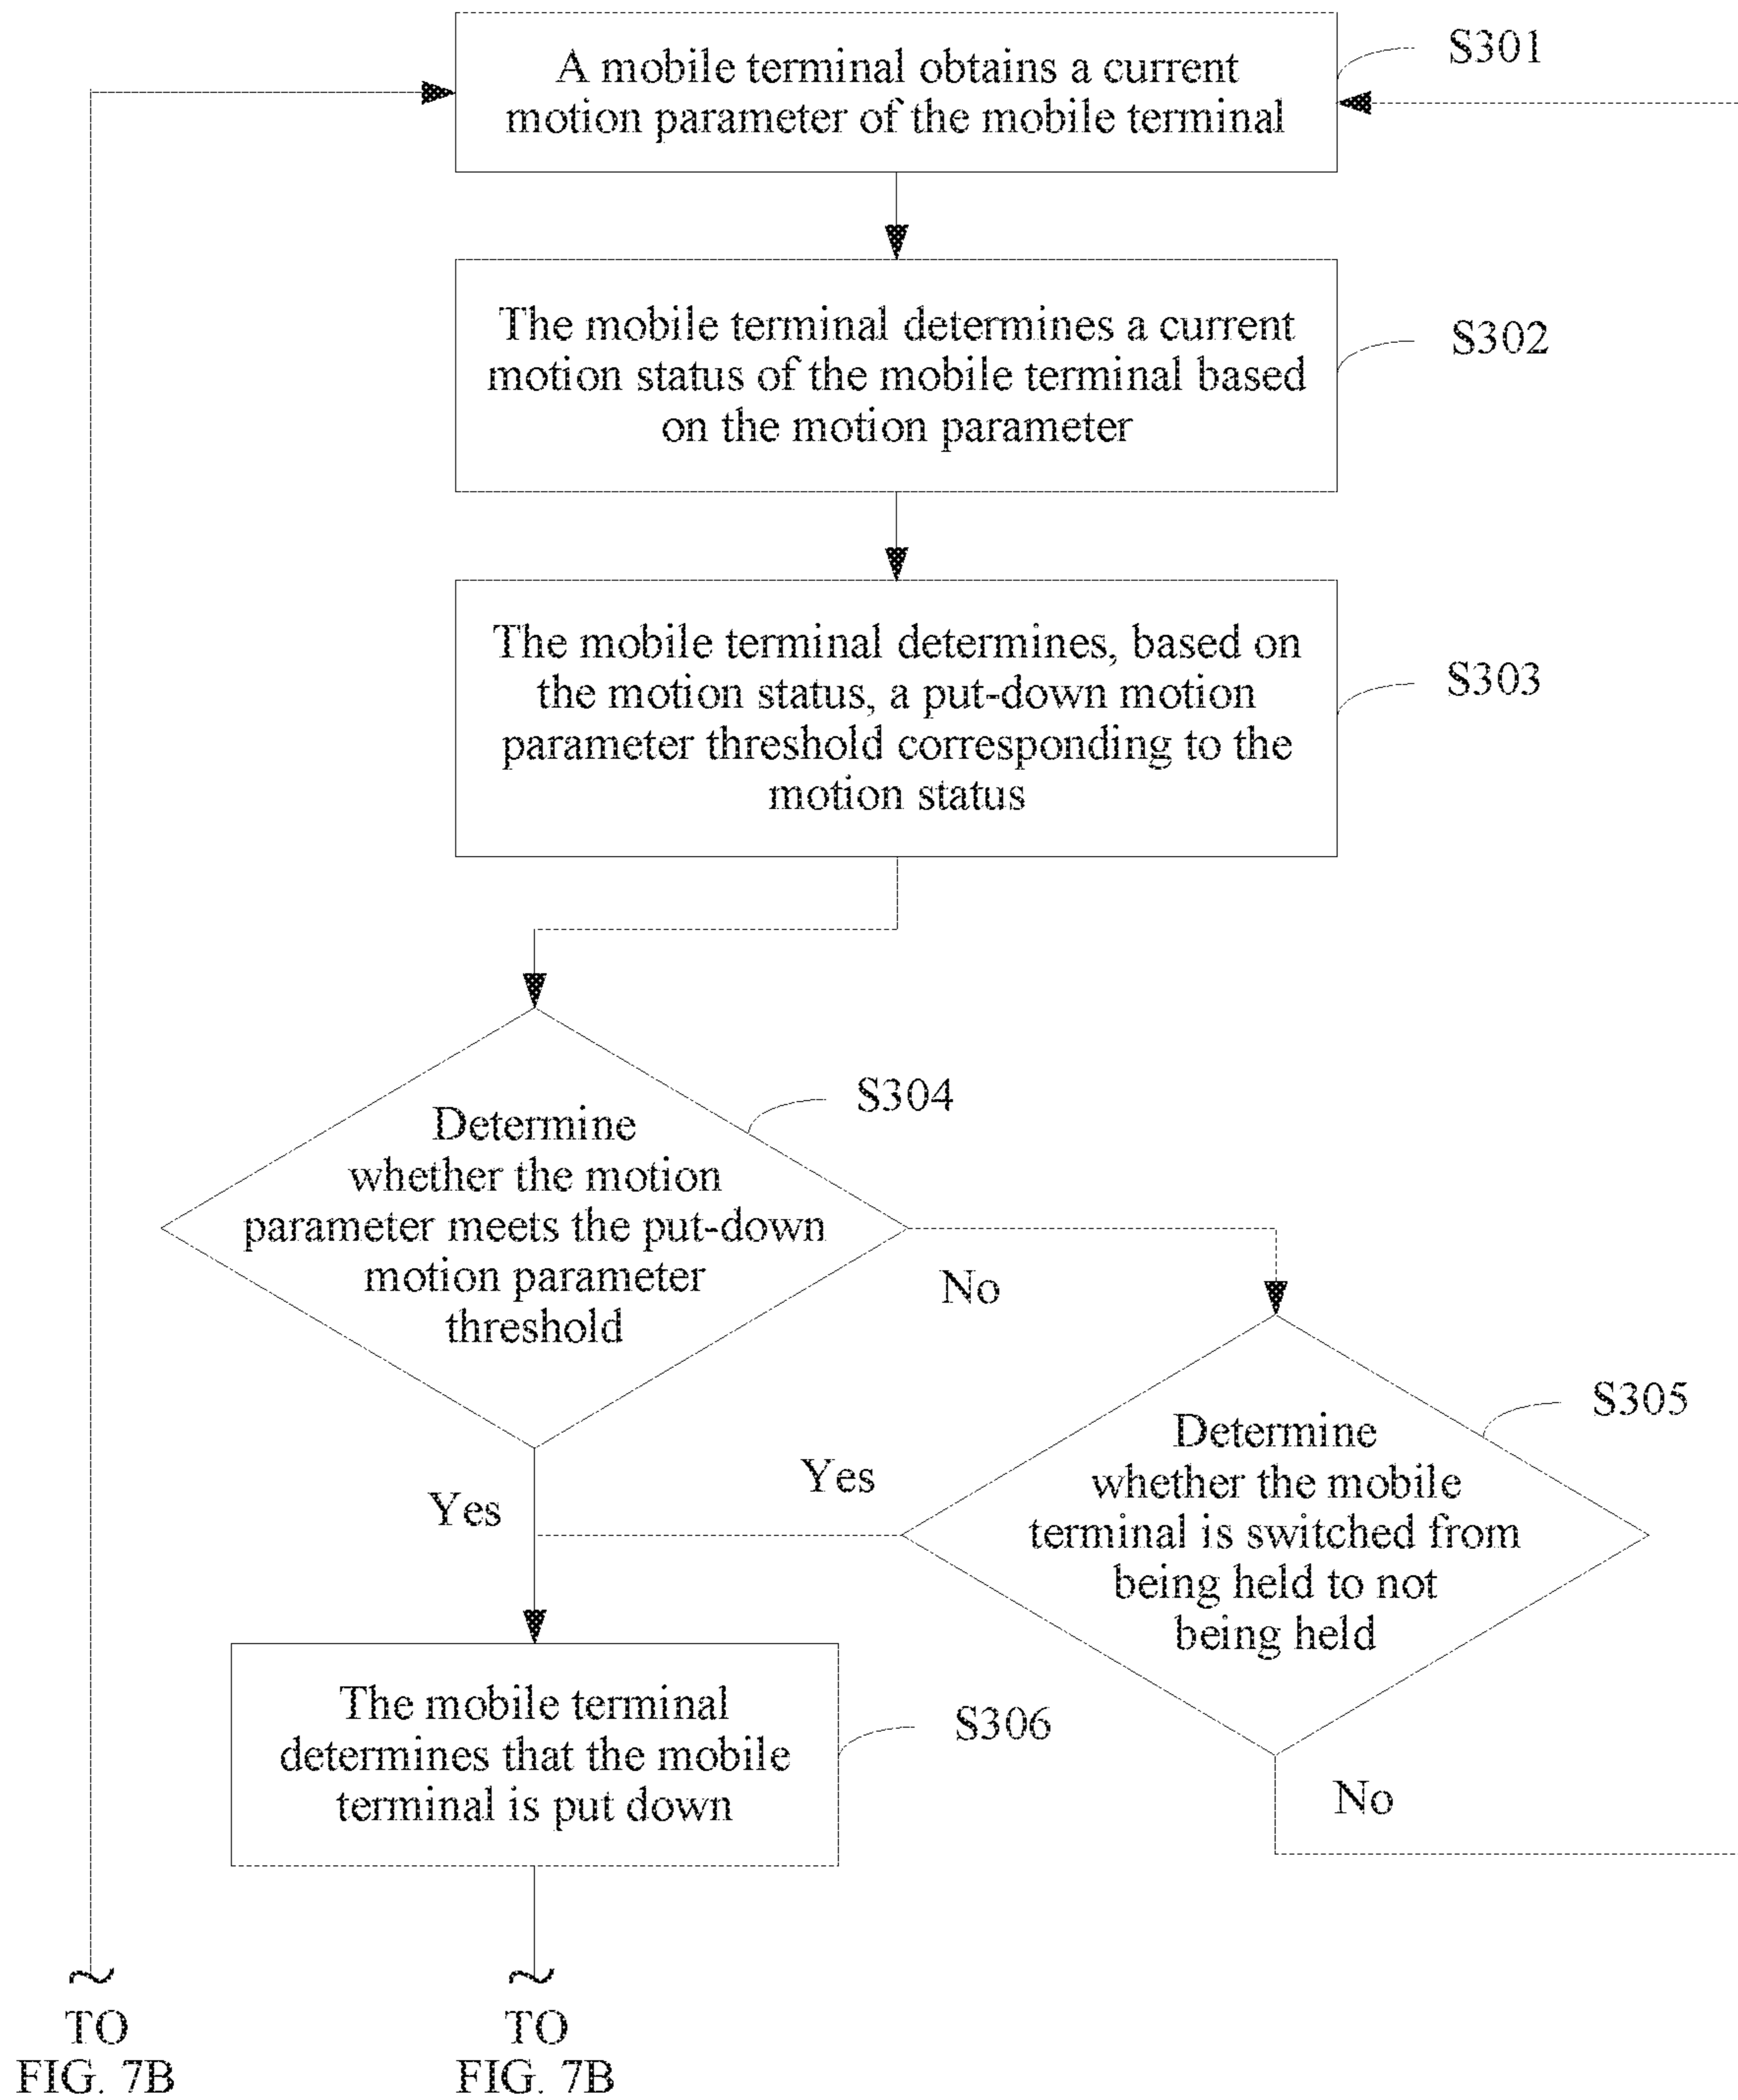 A mobile terminal obtains a current
motion parameter of the mobile terminal
S301
The mobile terminal determines a current
motion status of the mobile terminal based
on the motion parameter
S302
The mobile terminal determines, based on
the motion status, a put-down motion
parameter threshold corresponding to the
motion status
S303
Determine
whether the motion
parameter meets the put-down
motion parameter
threshold
S304
No
Yes
Determine
whether the mobile
terminal is switched from
being held to not
being held
S305
Yes
No
The mobile terminal
determines that the mobile
terminal is put down
S306
TO
FIG. 7B
TO
FIG. 7B